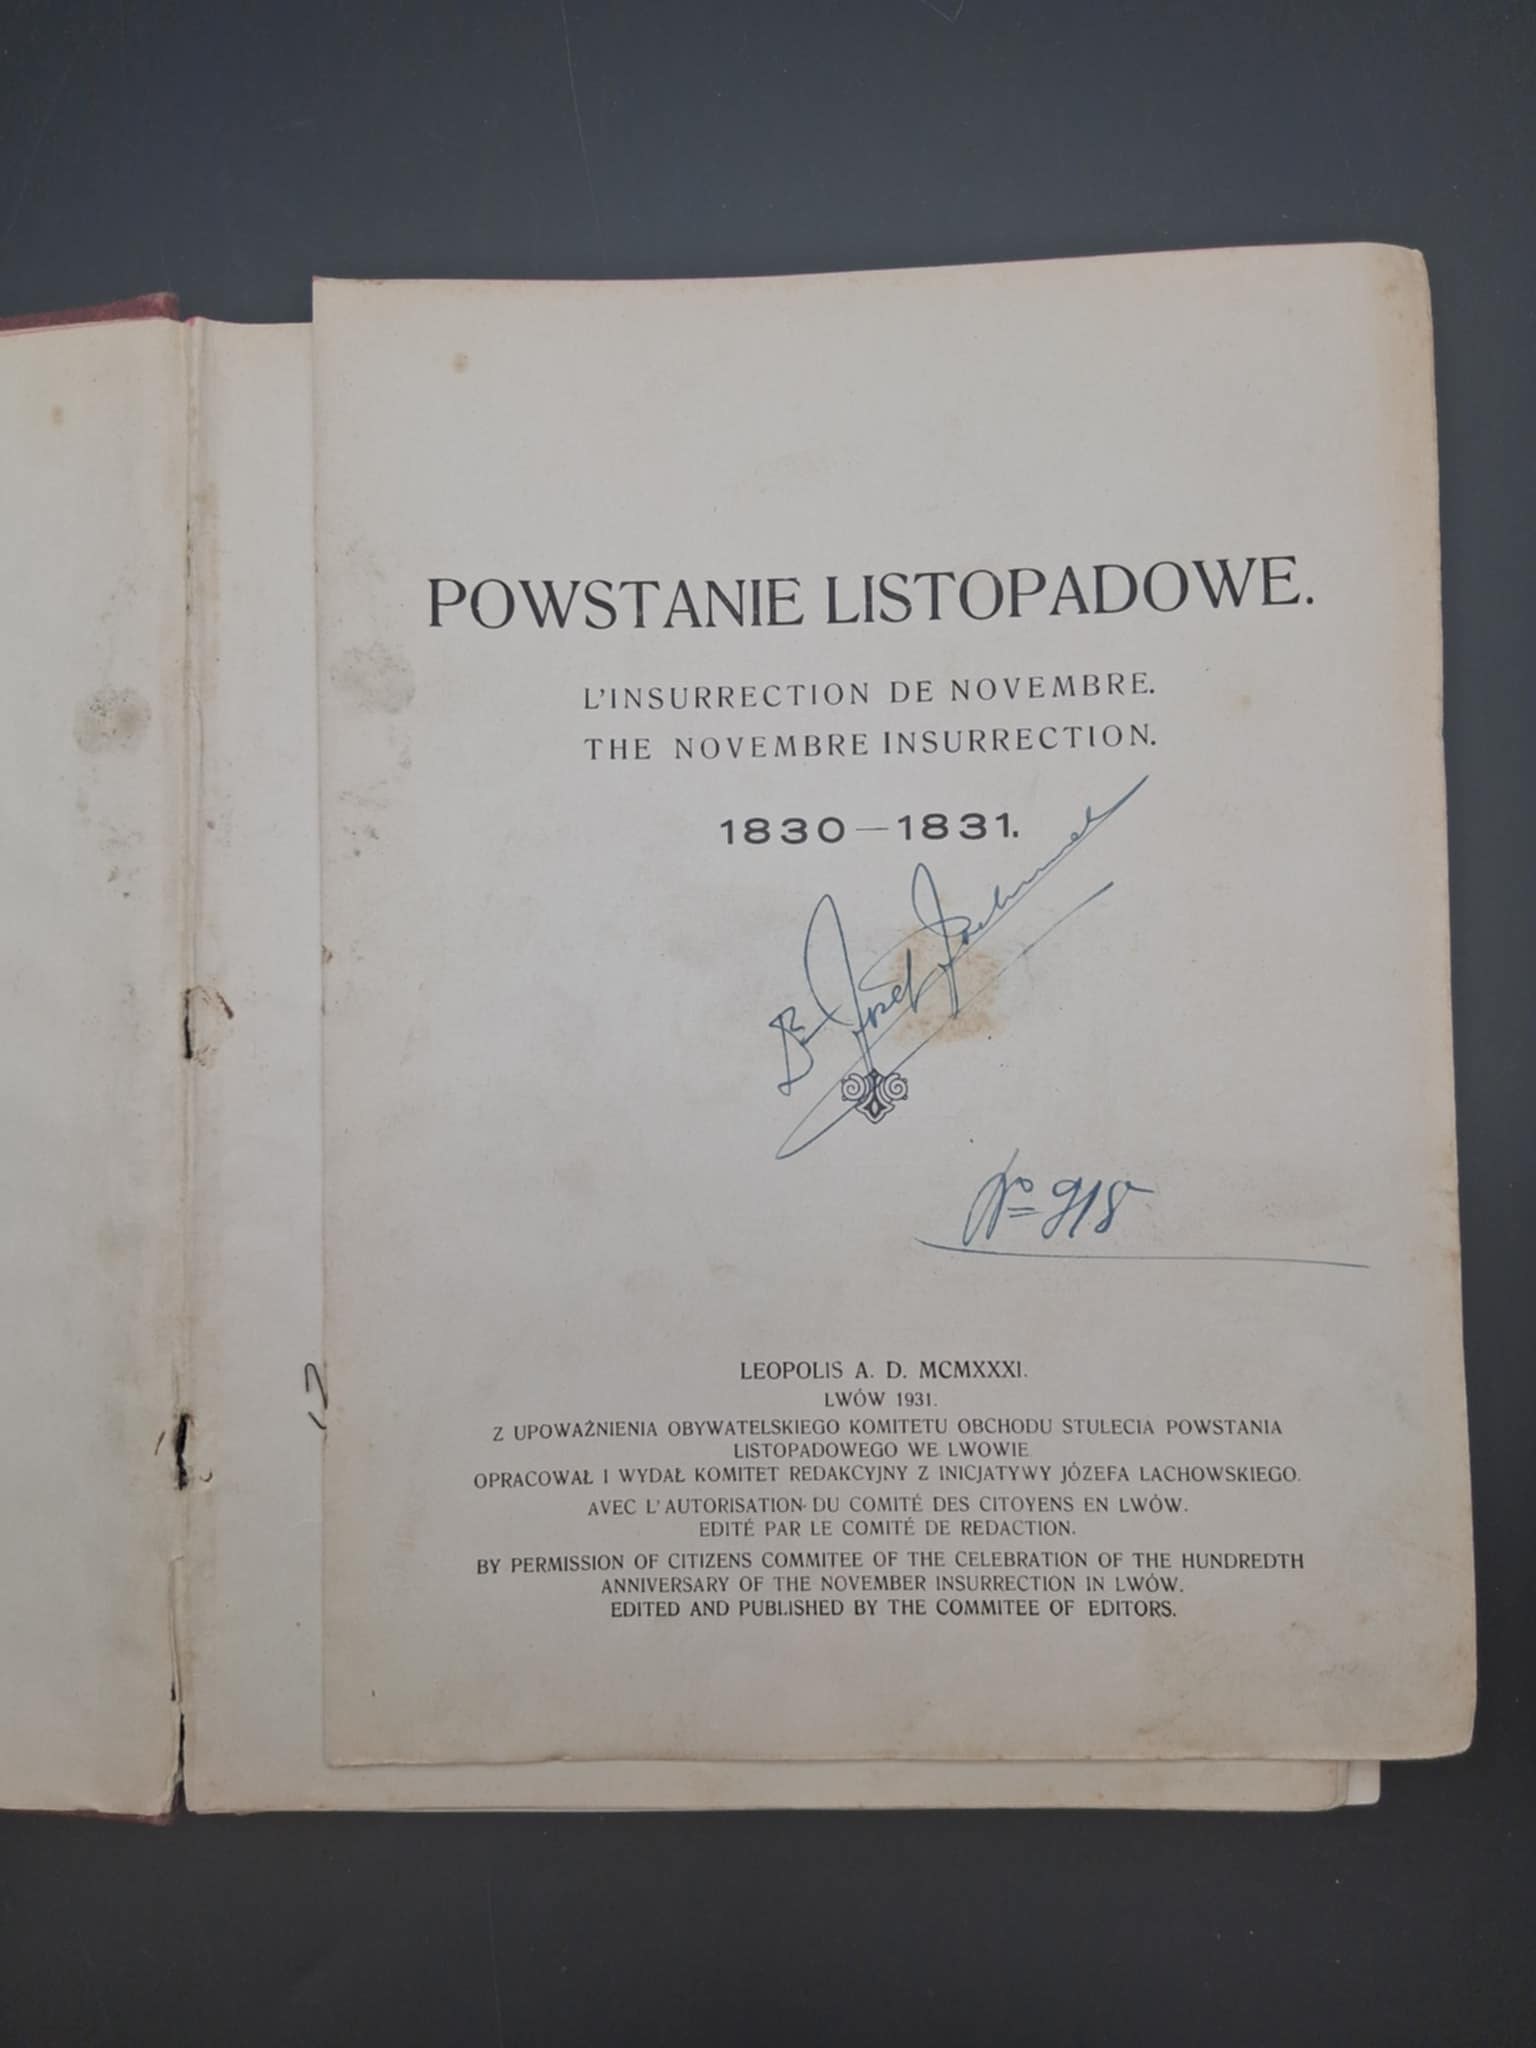 POWSTANIE LISTOPADOWE.
L'INSURRECTION DE NOVEMBRE.
THE NOVEMBRE INSURRECTION.
1830—1831.
Józef
№ 918
LEOPOLIS A. D. MCMXXXI.
LWÓW 1931.
Z UPOWAŻNIENIA OBYWATELSKIEGO KOMITETU OBCHODU STULECIA POWSTANIA
LISTOPADOWEGO WE LWOWIE
OPRACOWAŁ I WYDAŁ KOMITET REDAKCYJNY Z INICJATYWY JÓZEFA LACHOWSKIEGO.
AVEC L'AUTORISATION DU COMITÉ DES CITOYENS EN LWÓW.
EDITÉ PAR LE COMITÉ DE REDACTION.
BY PERMISSION OF CITIZENS COMMITEE OF THE CELEBRATION OF THE HUNDREDTH
ANNIVERSARY OF THE NOVEMBER INSURRECTION IN LWÓW.
EDITED AND PUBLISHED BY THE COMMITEE OF EDITORS.